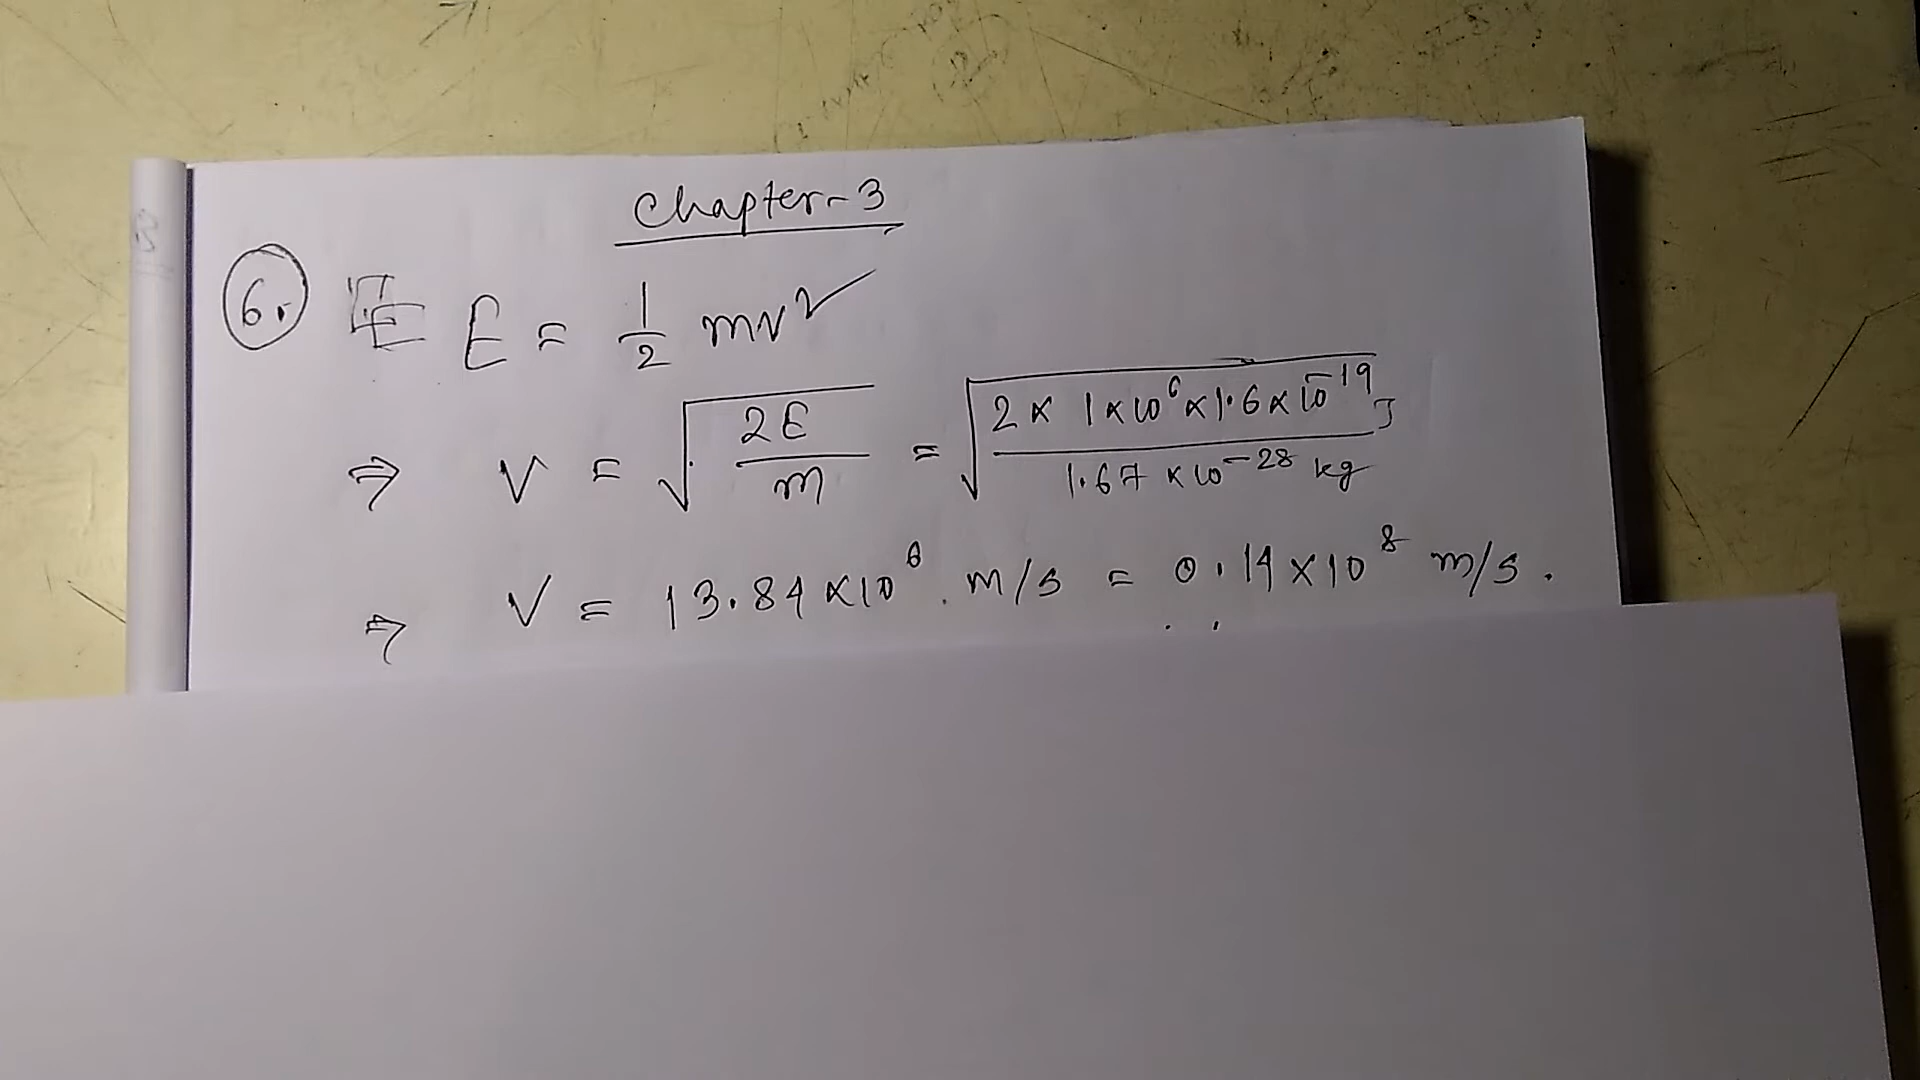 Chapter-3
6. E = 1/2 mv²
⇒ V = √(2E/m) = √(2 × 1×10⁶×1.6×10⁻¹⁹ J / 1.67 × 10⁻²⁸ kg)
⇒ V = 13.84×10⁶ m/s = 0.14×10⁸ m/s.